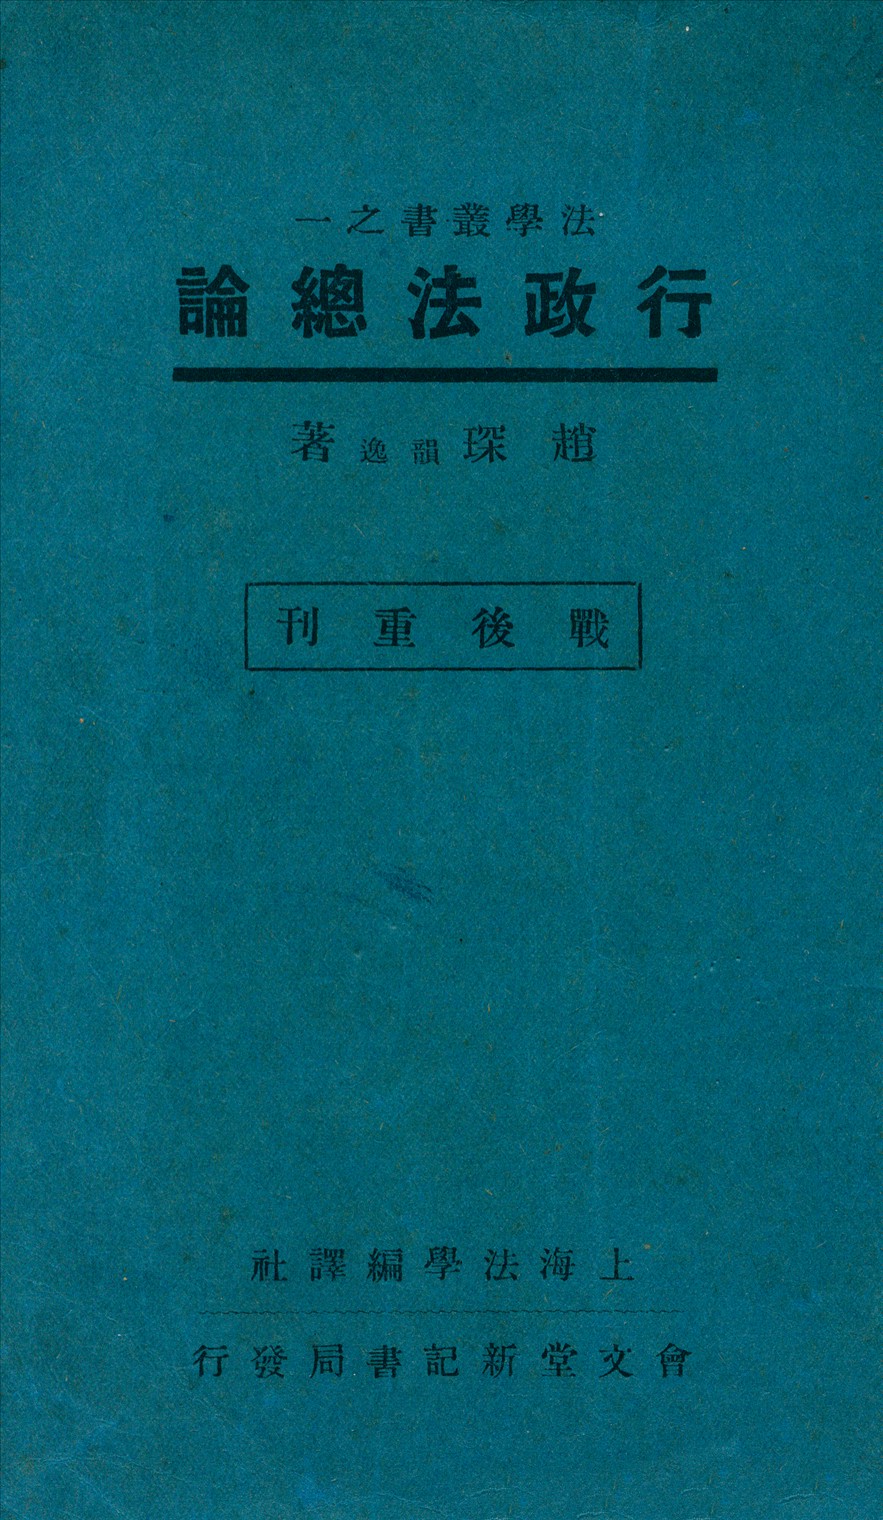 法學叢書之一
行政法總論
趙琛韻逸著
戰後重刊
上海法學編譯社
會文堂新記書局發行